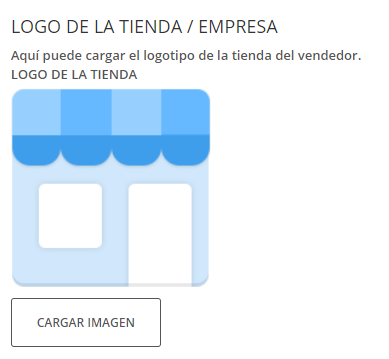 LOGO DE LA TIENDA / EMPRESA
Aquí puede cargar el logotipo de la tienda del vendedor.
LOGO DE LA TIENDA
CARGAR IMAGEN